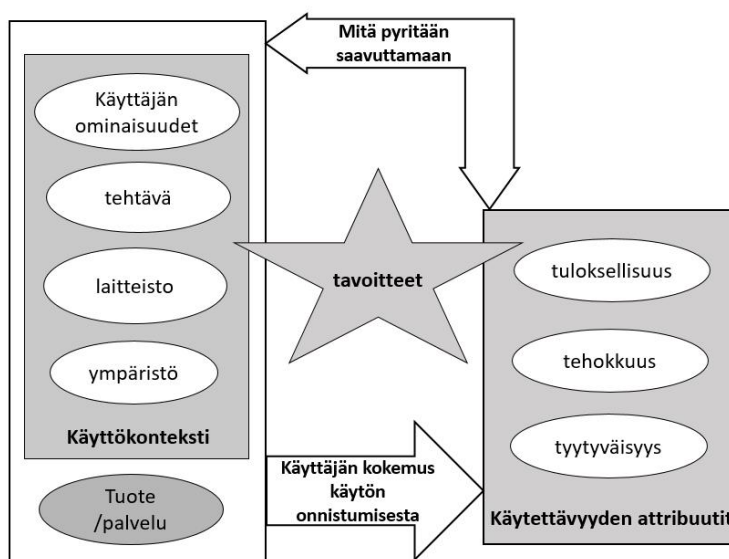 Mitä pyritään
saavuttamaan
Käyttäjän
ominaisuudet
tehtävä
laitteisto
ympäristö
Käyttökonteksti
Tuote
/palvelu
tavoitteet
tuloksellisuus
tehokkuus
tyytyväisyys
Käytettävyyden attribuutit
Käyttäjän kokemus
käytön
onnistumisesta